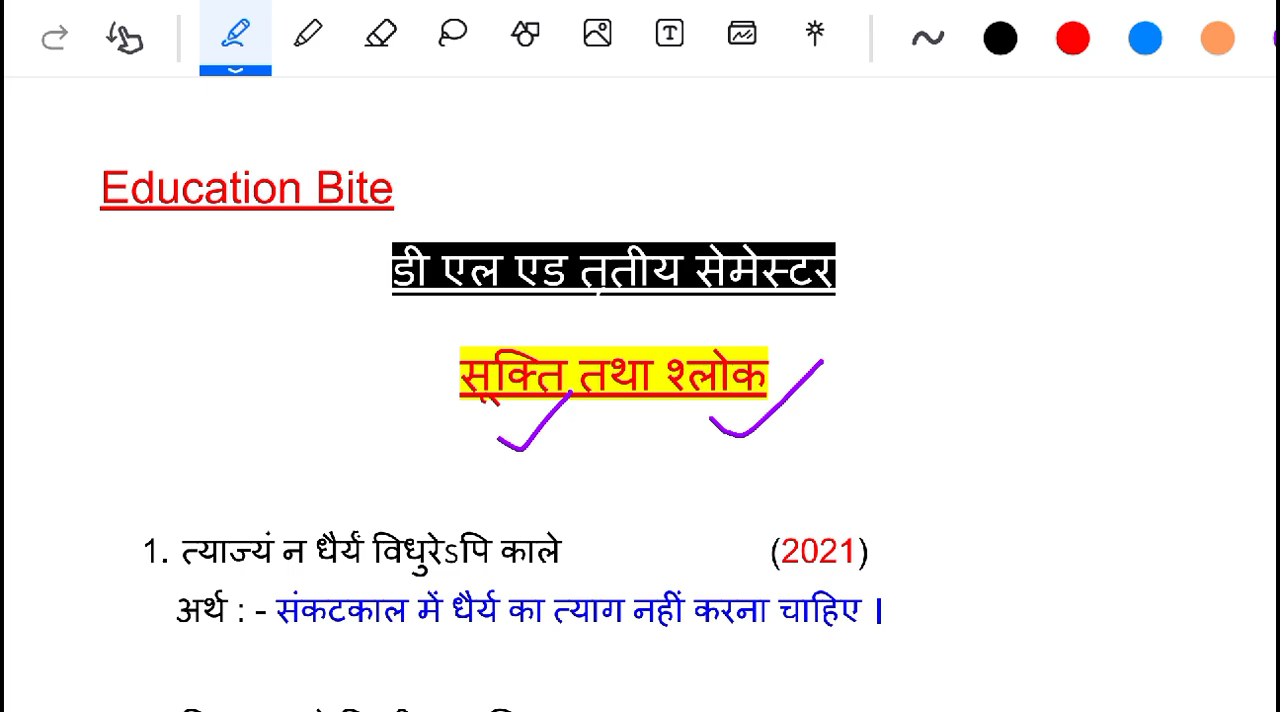 Education Bite
डी एल एड तृतीय सेमेस्टर
सूक्ति तथा श्लोक
1. त्याज्यं न धैर्यं विधुरेऽपि काले (2021)
अर्थ : - संकटकाल में धैर्य का त्याग नहीं करना चाहिए ।